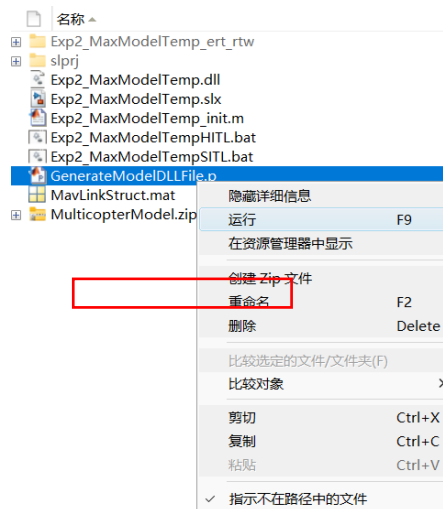 名称
Exp2_MaxModelTemp_ert_rtw
slprj
Exp2_MaxModelTemp.dll
Exp2_MaxModelTemp.slx
Exp2_MaxModelTemp_init.m
Exp2_MaxModelTempHITL.bat
Exp2_MaxModelTempSITL.bat
GenerateModelDLLFile.p
MavLinkStruct.mat
MulticopterModel.zip
隐藏详细信息
运行 F9
在资源管理器中显示
创建 Zip 文件
重命名 F2
删除 Delete
比较选定的文件/文件夹(F)
比较对象
剪切 Ctrl+X
复制 Ctrl+C
粘贴 Ctrl+V
指示不在路径中的文件